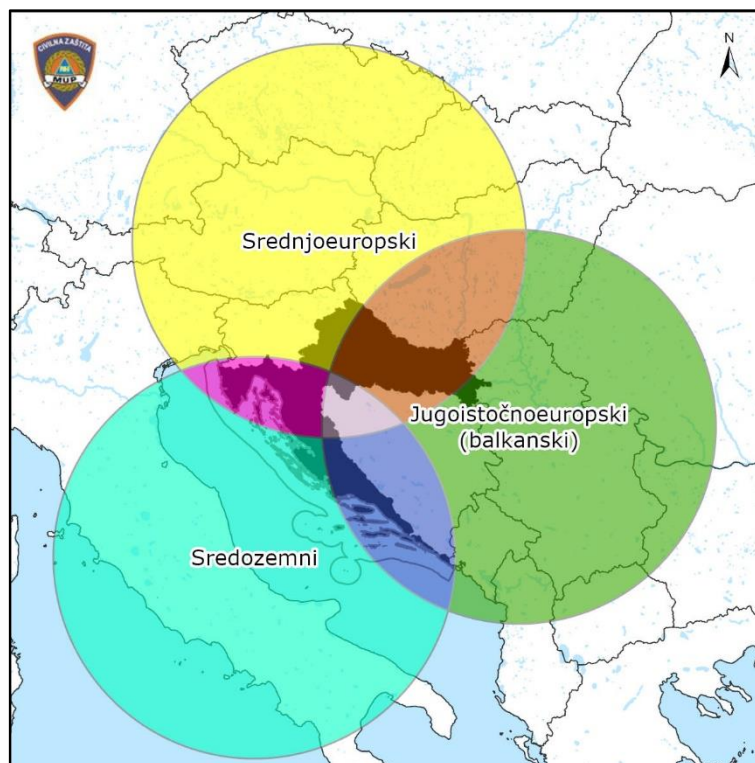 CIVILNA ZAŠTITA
MUP
N
Srednjoeuropski
Jugoistočnoeuropski
(balkanski)
Sredozemni